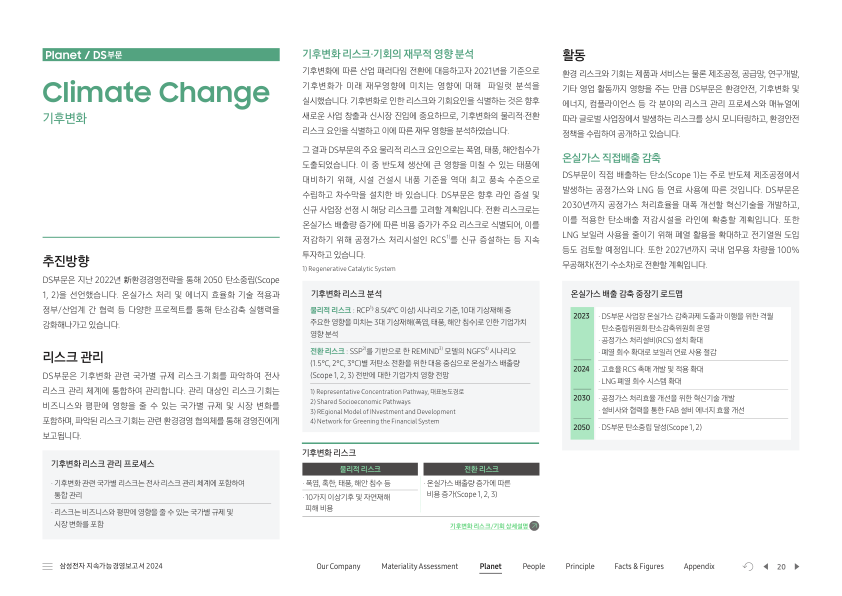 Planet / DS부문
Climate Change
기후변화
추진방향
DS부문은 지난 2022년 新환경경영전략을 통해 2050 탄소중립(Scope
1, 2)을 선언했습니다. 온실가스 처리 및 에너지 효율화 기술 적용과
정부/산업계 간 협력 등 다양한 프로젝트를 통해 탄소감축 실행력을
강화해나가고 있습니다.
리스크 관리
DS부문은 기후변화 관련 국가별 규제 리스크·기회를 파악하여 전사
리스크 관리 체계에 통합하여 관리합니다. 관리 대상인 리스크·기회는
비즈니스와 평판에 영향을 줄 수 있는 국가별 규제 및 시장 변화를
포함하며, 파악된 리스크·기회는 관련 환경경영 협의체를 통해 경영진에게
보고됩니다.
기후변화 리스크 관리 프로세스
· 기후변화 관련 국가별 리스크는 전사 리스크 관리 체계에 포함하여
통합 관리
· 리스크는 비즈니스와 평판에 영향을 줄 수 있는 국가별 규제 및
시장 변화를 포함
기후변화 리스크·기회의 재무적 영향 분석
기후변화에 따른 산업 패러다임 전환에 대응하고자 2021년을 기준으로
기후변화가 미래 재무영향에 미치는 영향에 대해 파일럿 분석을
실시했습니다. 기후변화로 인한 리스크와 기회요인을 식별하는 것은 향후
새로운 사업 창출과 신시장 진입에 중요하므로, 기후변화의 물리적·전환
리스크 요인을 식별하고 이에 따른 재무 영향을 분석하였습니다.
그 결과 DS부문의 주요 물리적 리스크 요인으로는 폭염, 태풍, 해안침수가
도출되었습니다. 이 중 반도체 생산에 큰 영향을 미칠 수 있는 태풍에
대비하기 위해, 시설 건설시 내풍 기준을 역대 최고 풍속 수준으로
수립하고 차수막을 설치한 바 있습니다. DS부문은 향후 라인 증설 및
신규 사업장 선정 시 해당 리스크를 고려할 계획입니다. 전환 리스크로는
온실가스 배출량 증가에 따른 비용 증가가 주요 리스크로 식별되어, 이를
저감하기 위해 공정가스 처리시설인 RCS1)를 신규 증설하는 등 지속
투자하고 있습니다.
1) Regenerative Catalytic System
기후변화 리스크 분석
물리적 리스크 : RCP1) 8.5(4℃ 이상) 시나리오 기준, 10대 기상재해 중
주요한 영향을 미치는 3대 기상재해(폭염, 태풍, 해안 침수)로 인한 기업가치
영향 분석
전환 리스크 : SSP2)를 기반으로 한 REMIND3) 모델의 NGFS4) 시나리오
(1.5℃, 2℃, 3℃)별 저탄소 전환을 위한 대응 중심으로 온실가스 배출량
(Scope 1, 2, 3) 전반에 대한 기업가치 영향 전망
1) Representative Concentration Pathway, 대표농도경로
2) Shared Socioeconomic Pathways
3) REgional Model of INvestment and Development
4) Network for Greening the Financial System
기후변화 리스크
물리적 리스크
전환 리스크
· 폭염, 혹한, 태풍, 해안 침수 등
· 10가지 이상기후 및 자연재해
피해 비용
· 온실가스 배출량 증가에 따른
비용 증가(Scope 1, 2, 3)
기후변화 리스크/기회 상세설명
활동
환경 리스크와 기회는 제품과 서비스는 물론 제조공정, 공급망, 연구개발,
기타 영업 활동까지 영향을 주는 만큼 DS부문은 환경안전, 기후변화 및
에너지, 컴플라이언스 등 각 분야의 리스크 관리 프로세스와 매뉴얼에
따라 글로벌 사업장에서 발생하는 리스크를 상시 모니터링하고, 환경안전
정책을 수립하여 공개하고 있습니다.
온실가스 직접배출 감축
DS부문이 직접 배출하는 탄소(Scope 1)는 주로 반도체 제조공정에서
발생하는 공정가스와 LNG 등 연료 사용에 따른 것입니다. DS부문은
2030년까지 공정가스 처리효율을 대폭 개선할 혁신기술을 개발하고,
이를 적용한 탄소배출 저감시설을 라인에 확충할 계획입니다. 또한
LNG 보일러 사용을 줄이기 위해 폐열 활용을 확대하고 전기열원 도입
등도 검토할 예정입니다. 또한 2027년까지 국내 업무용 차량을 100%
무공해차(전기·수소차)로 전환할 계획입니다.
온실가스 배출 감축 중장기 로드맵
2023
· DS부문 사업장 온실가스 감축과제 도출과 이행을 위한 격월
탄소중립위원회·탄소감축위원회 운영
· 공정가스 처리설비(RCS) 설치 확대
· 폐열 회수 확대로 보일러 연료 사용 절감
2024
· 고효율 RCS 촉매 개발 및 적용 확대
· LNG 폐열 회수 시스템 확대
2030
· 공정가스 처리효율 개선을 위한 혁신기술 개발
· 설비사와 협력을 통한 FAB 설비 에너지 효율 개선
2050
· DS부문 탄소중립 달성(Scope 1, 2)
삼성전자 지속가능경영보고서 2024
Our Company Materiality Assessment Planet People Principle Facts & Figures Appendix
20